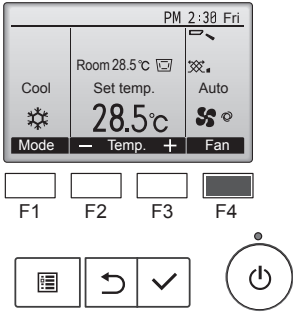 PM 2:30 Fri
Room 28.5℃
Cool Set temp. Auto
28.5℃
Mode − Temp. + Fan
F1 F2 F3 F4